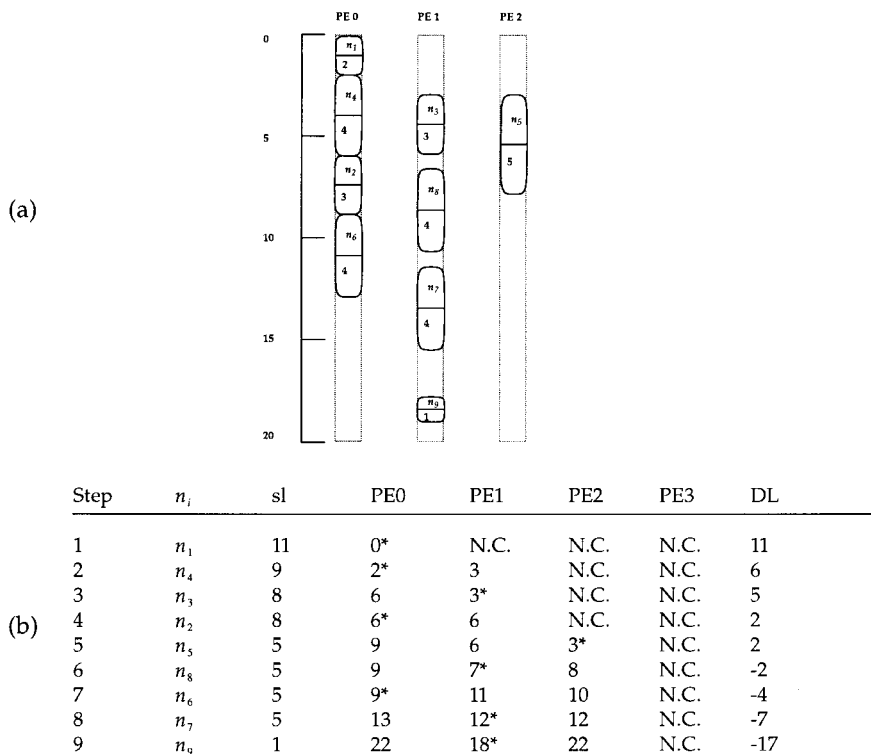 PE 0 PE 1 PE 2
0
n1
2
n4
n3
n5
4
3
5
5
n2
n8
3
4
n6
10
4
n7
4
15
n9
1
20
(a)
Step ni sl PE0 PE1 PE2 PE3 DL
1 n1 11 0* N.C. N.C. N.C. 11
2 n4 9 2* 3 N.C. N.C. 6
3 n3 8 6 3* N.C. N.C. 5
4 n2 8 6* 6 N.C. N.C. 2
(b)
5 n5 5 9 6 3* N.C. 2
6 n8 5 9 7* 8 N.C. -2
7 n6 5 9* 11 10 N.C. -4
8 n7 5 13 12* 12 N.C. -7
9 n9 1 22 18* 22 N.C. -17